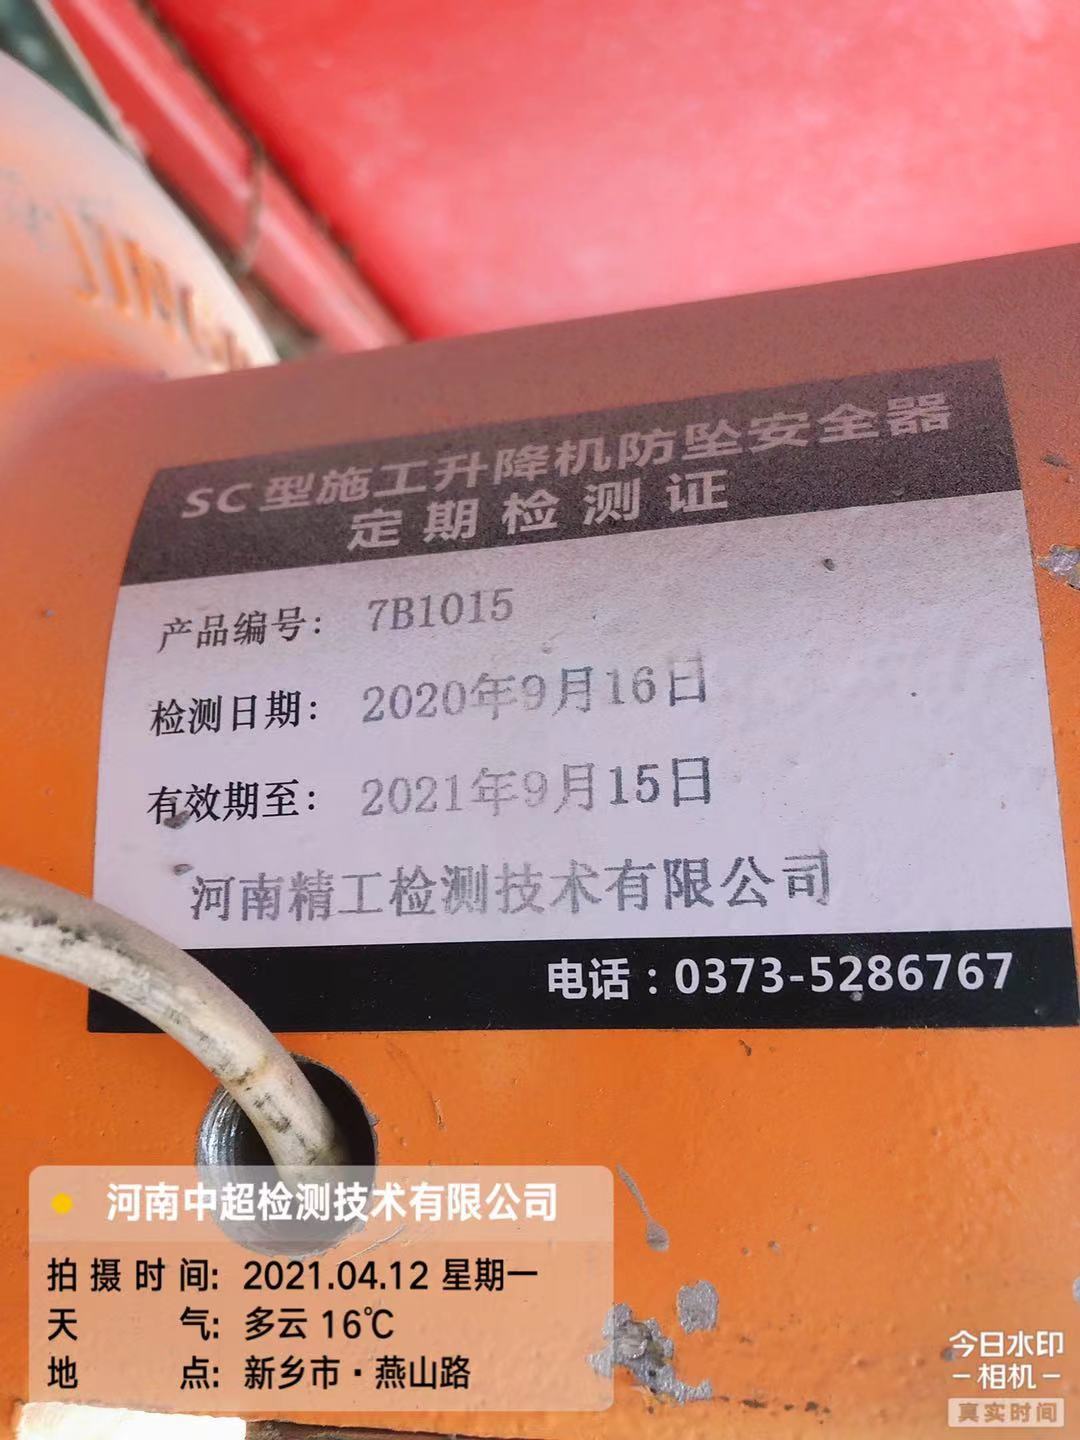 SC型施工升降机防坠安全器
定期检测证
产品编号： 7B1015
检测日期： 2020年9月16日
有效期至： 2021年9月15日
河南精工检测技术有限公司
电话：0373-5286767
河南中超检测技术有限公司
拍摄时间： 2021.04.12 星期一
天气： 多云 16℃
地点： 新乡市·燕山路
今日水印
-相机-
真实时间